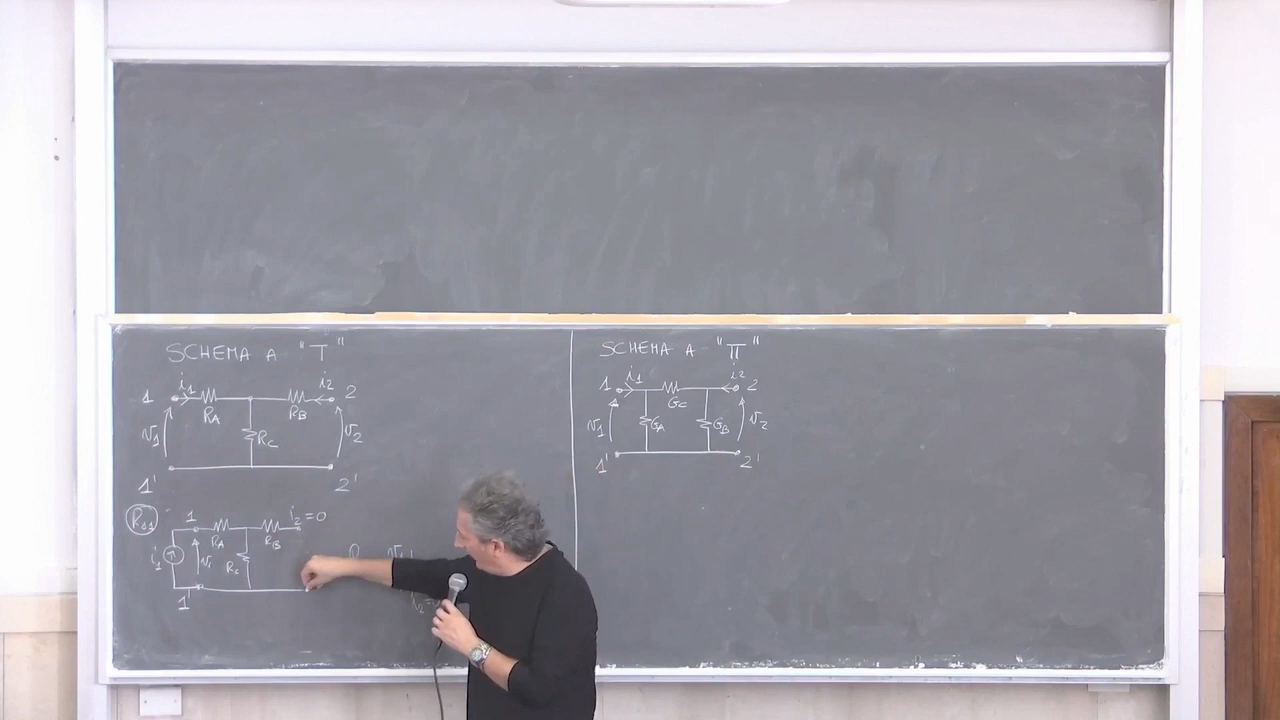 SCHEMA A "T"
1 i1 RA RB i2 2
v1 RC v2
1' 2'
R11 1 RA RB i2=0
i1 v1 RC
1'
SCHEMA A "Π"
1 i1 GC i2 2
v1 GA GB v2
1' 2'